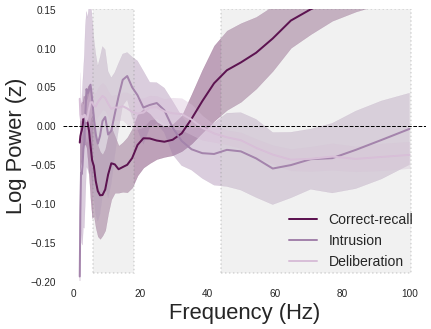 Log Power (z)
0.15
0.10
0.05
0.00
−0.05
−0.10
−0.15
−0.20
Correct-recall
Intrusion
Deliberation
0 20 40 60 80 100
Frequency (Hz)